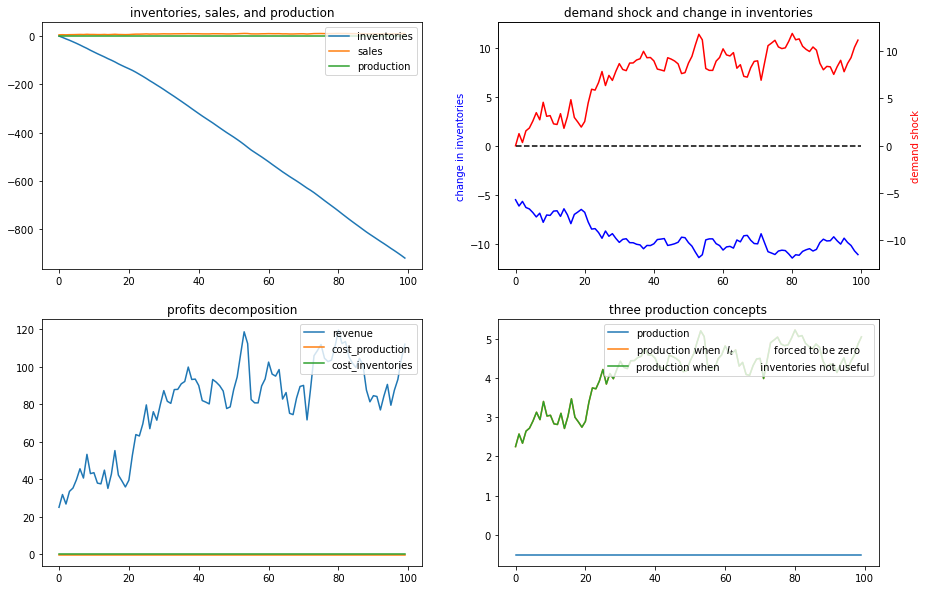 inventories, sales, and production
inventories
sales
production
0
−200
−400
−600
−800
0 20 40 60 80 100
demand shock and change in inventories
change in inventories
10
5
0
−5
−10
10
5
0
−5
−10
demand shock
0 20 40 60 80 100
profits decomposition
revenue
cost_production
cost_inventories
120
100
80
60
40
20
0
0 20 40 60 80 100
three production concepts
production
production when I_t forced to be zero
production when inventories not useful
5
4
3
2
1
0
0 20 40 60 80 100